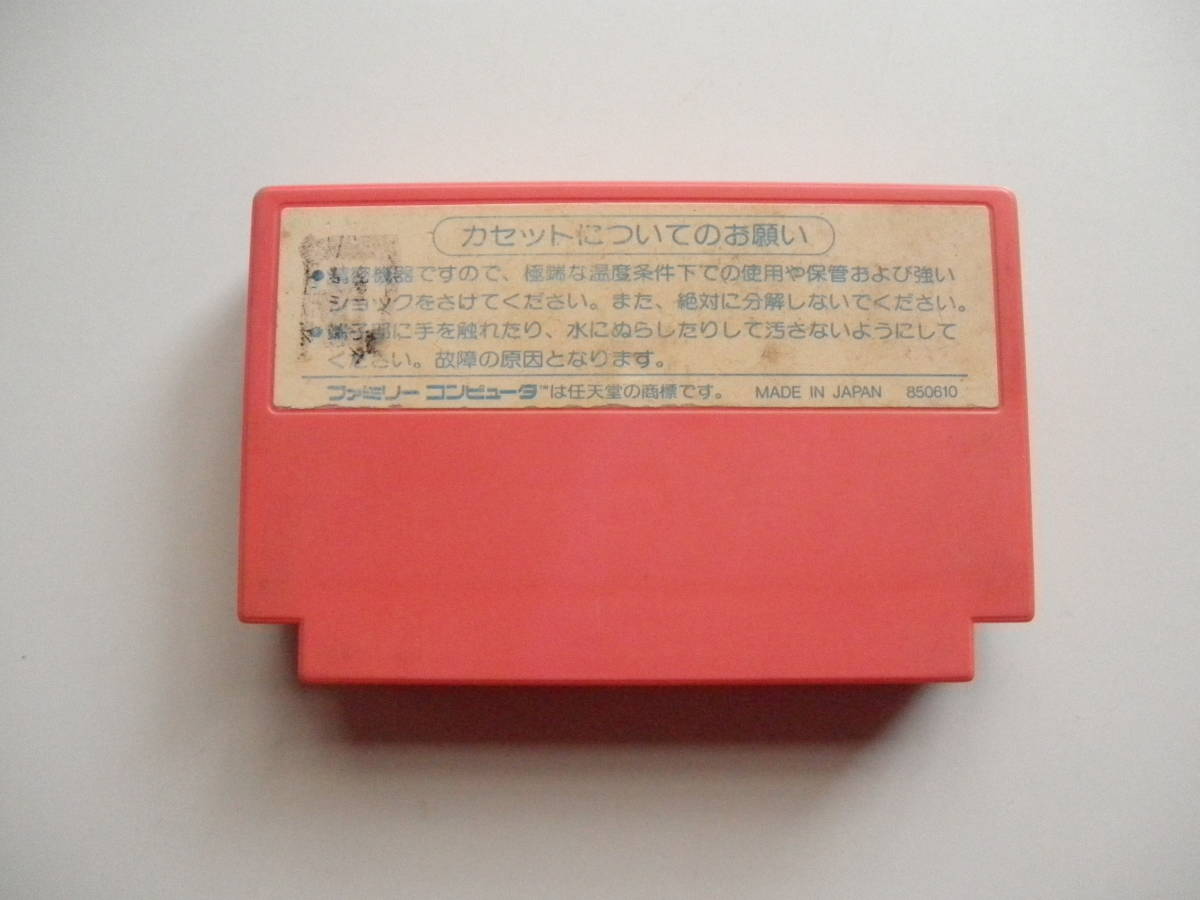 カセットについてのお願い
●精密機器ですので、極端な温度条件下での使用や保管および強い
ショックをさけてください。また、絶対に分解しないでください。
●端子部に手を触れたり、水にぬらしたりして汚さないようにして
ください。故障の原因となります。
ファミリー コンピュータ™は任天堂の商標です。 MADE IN JAPAN 850610